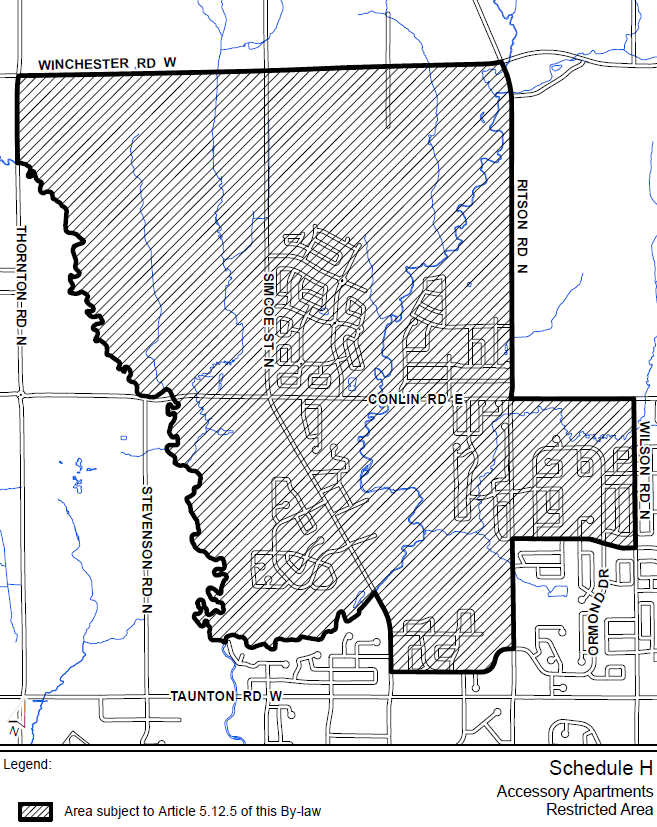 WINCHESTER RD W
RITSON RD N
THORNTON RD N
SIMCOE ST N
CONLIN RD E
WILSON RD N
STEVENSON RD N
ORMOND DR
TAUNTON RD W
N
Legend:
Schedule H
Accessory Apartments
Area subject to Article 5.12.5 of this By-law
Restricted Area